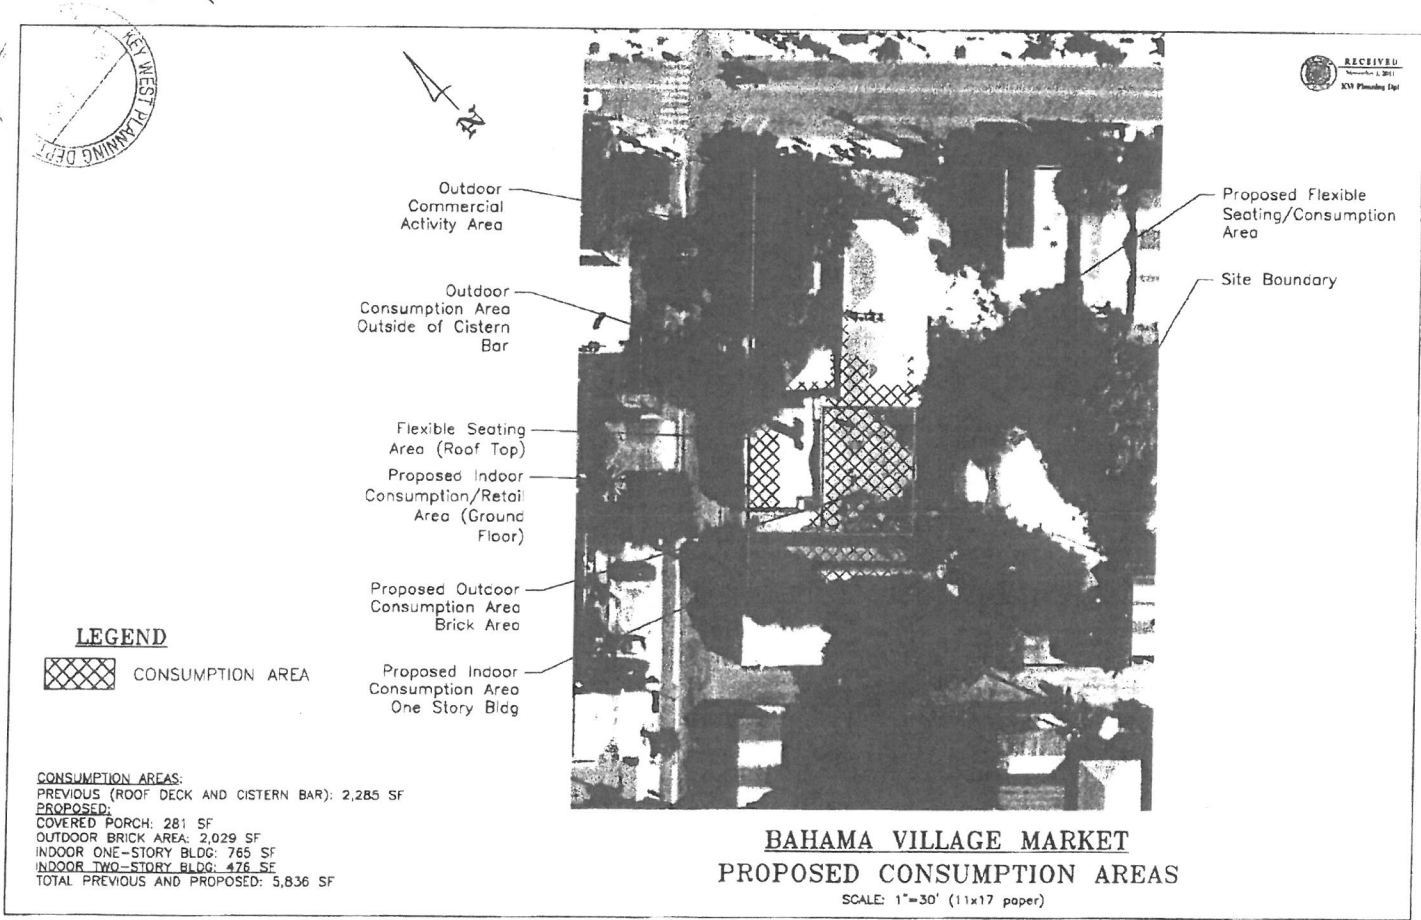 KEY WEST PLANNING DEPT.
RECEIVED
KW Planning Dpt
Outdoor
Commercial
Activity Area
Proposed Flexible
Seating/Consumption
Area
Site Boundary
Outdoor
Consumption Area
Outside of Cistern
Bar
Flexible Seating
Area (Roof Top)
Proposed Indoor
Consumption/Retail
Area (Ground
Floor)
Proposed Outdoor
Consumption Area
Brick Area
Proposed Indoor
Consumption Area
One Story Bldg
LEGEND
CONSUMPTION AREA
CONSUMPTION AREAS:
PREVIOUS (ROOF DECK AND CISTERN BAR): 2,285 SF
PROPOSED:
COVERED PORCH: 281 SF
OUTDOOR BRICK AREA: 2,029 SF
INDOOR ONE-STORY BLDG: 765 SF
INDOOR TWO-STORY BLDG: 476 SF
TOTAL PREVIOUS AND PROPOSED: 5,836 SF
BAHAMA VILLAGE MARKET
PROPOSED CONSUMPTION AREAS
SCALE: 1"=30' (11x17 paper)